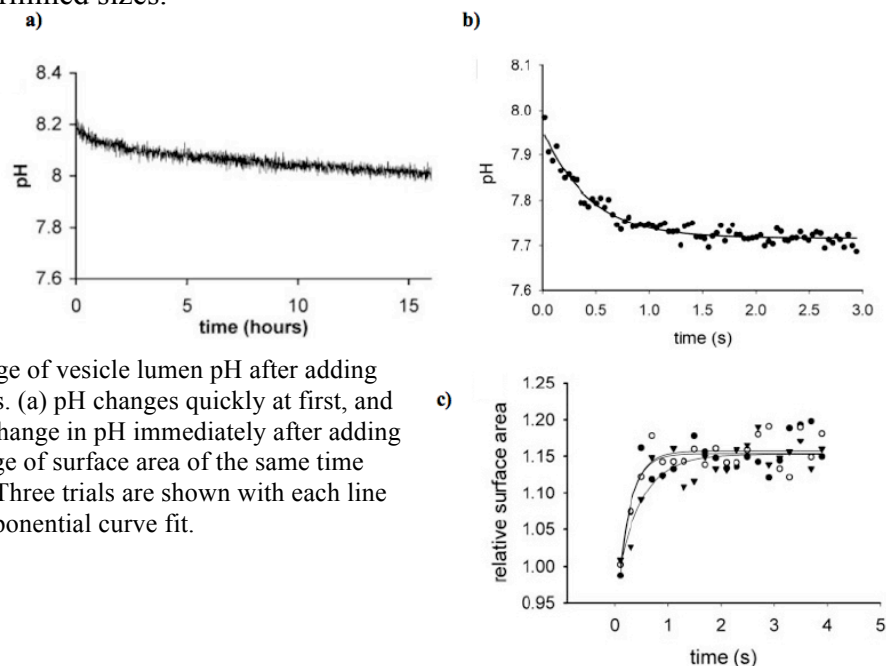 a)
8.4
8.2
8
7.8
7.6
pH
0 5 10 15
time (hours)
b)
8.1
8.0
7.9
7.8
7.7
7.6
pH
0.0 0.5 1.0 1.5 2.0 2.5 3.0
time (s)
ge of vesicle lumen pH after adding
s. (a) pH changes quickly at first, and
hange in pH immediately after adding
ge of surface area of the same time
Three trials are shown with each line
ponential curve fit.
c)
1.25
1.20
1.15
1.10
1.05
1.00
0.95
relative surface area
0 1 2 3 4 5
time (s)